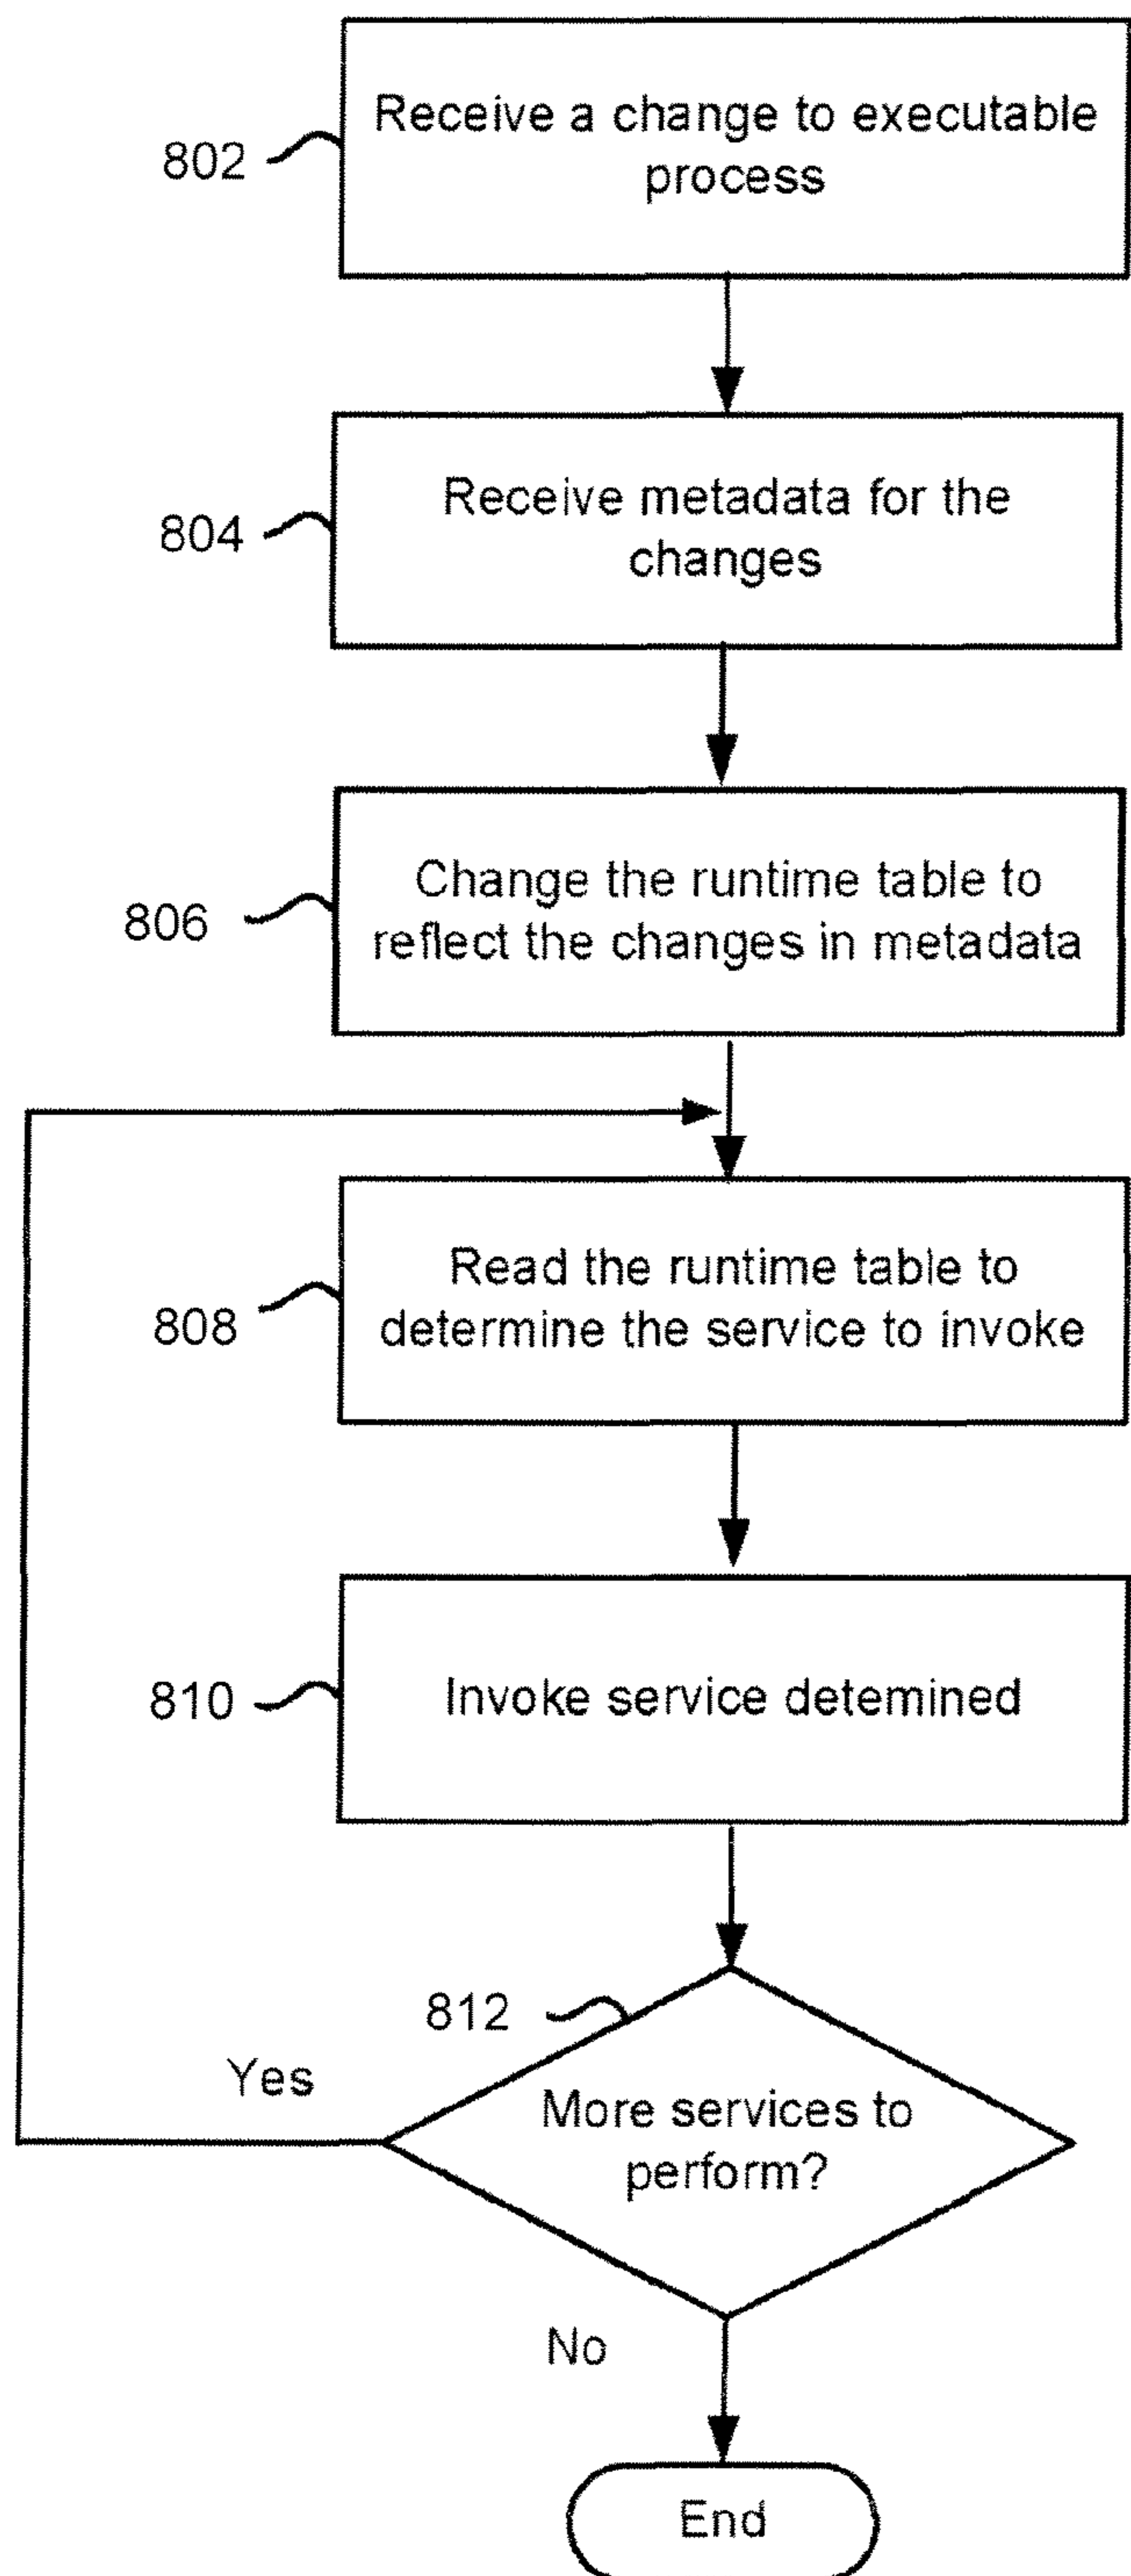 Receive a change to executable
process
802
Receive metadata for the
changes
804
Change the runtime table to
reflect the changes in metadata
806
Read the runtime table to
determine the service to invoke
808
Invoke service detemined
810
812
Yes
More services to
perform?
No
End